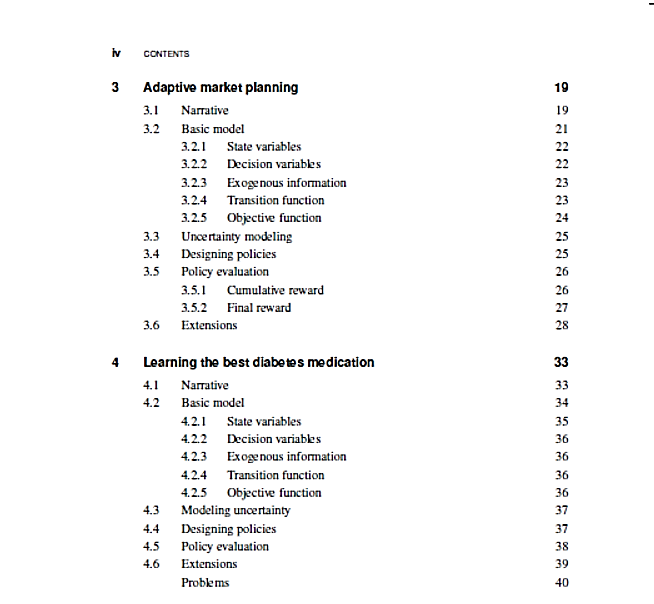 iv CONTENTS
3 Adaptive market planning 19
3.1 Narrative 19
3.2 Basic model 21
3.2.1 State variables 22
3.2.2 Decision variables 22
3.2.3 Exogenous information 23
3.2.4 Transition function 23
3.2.5 Objective function 24
3.3 Uncertainty modeling 25
3.4 Designing policies 25
3.5 Policy evaluation 26
3.5.1 Cumulative reward 26
3.5.2 Final reward 27
3.6 Extensions 28
4 Learning the best diabetes medication 33
4.1 Narrative 33
4.2 Basic model 34
4.2.1 State variables 35
4.2.2 Decision variables 36
4.2.3 Exogenous information 36
4.2.4 Transition function 36
4.2.5 Objective function 36
4.3 Modeling uncertainty 37
4.4 Designing policies 37
4.5 Policy evaluation 38
4.6 Extensions 39
Problems 40